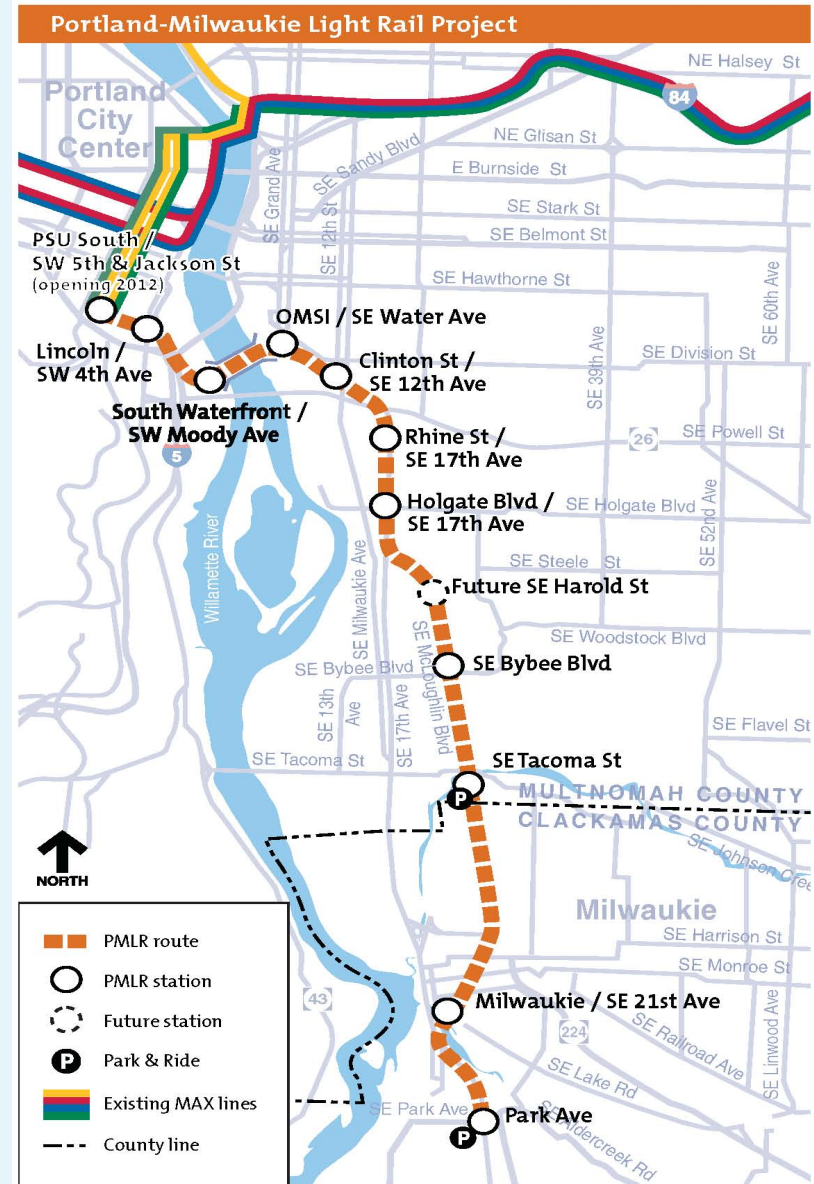 Portland-Milwaukie Light Rail Project
NE Halsey St
Portland
City
Center
84
NE Glisan St
SE Sandy Blvd
E Burnside St
SE Grand Ave
SE 12th St
SE Stark St
SE Belmont St
PSU South /
SW 5th & Jackson St
(opening 2012)
SE Hawthorne St
SE 60th Ave
OMSI / SE Water Ave
Lincoln /
SW 4th Ave
Clinton St /
SE 12th Ave
SE 39th Ave
SE Division St
South Waterfront /
SW Moody Ave
5
Rhine St /
SE 17th Ave
26
SE Powell St
Holgate Blvd /
SE 17th Ave
SE Holgate Blvd
SE 52nd Ave
Willamette River
SE Milwaukie Ave
SE Steele St
Future SE Harold St
SE McLoughlin Blvd
SE Woodstock Blvd
SE Bybee Blvd
SE Bybee Blvd
SE 13th
Ave
SE 17th Ave
SE Flavel St
SE Tacoma St
SE Tacoma St
P
MULTNOMAH COUNTY
CLACKAMAS COUNTY
SE Johnson Cree
NORTH
Milwaukie
SE Harrison St
SE Monroe St
43
Milwaukie / SE 21st Ave
224
SE Railroad Ave
SE Linwood Ave
SE Lake Rd
SE Park Ave
Park Ave
P
SE Aldercreek Rd
PMLR route
PMLR station
Future station
P
Park & Ride
Existing MAX lines
County line